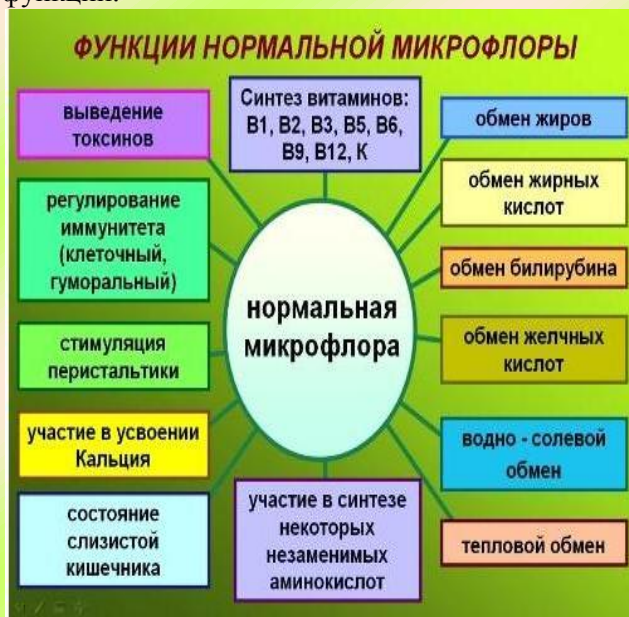 функции.
ФУНКЦИИ НОРМАЛЬНОЙ МИКРОФЛОРЫ
выведение
токсинов
Синтез витаминов:
В1, В2, В3, В5, В6,
В9, В12, К
обмен жиров
регулирование
иммунитета
(клеточный,
гуморальный)
обмен жирных
кислот
обмен билирубина
нормальная
микрофлора
стимуляция
перистальтики
обмен желчных
кислот
участие в усвоении
Кальция
водно - солевой
обмен
состояние
слизистой
кишечника
участие в синтезе
некоторых
незаменимых
аминокислот
тепловой обмен